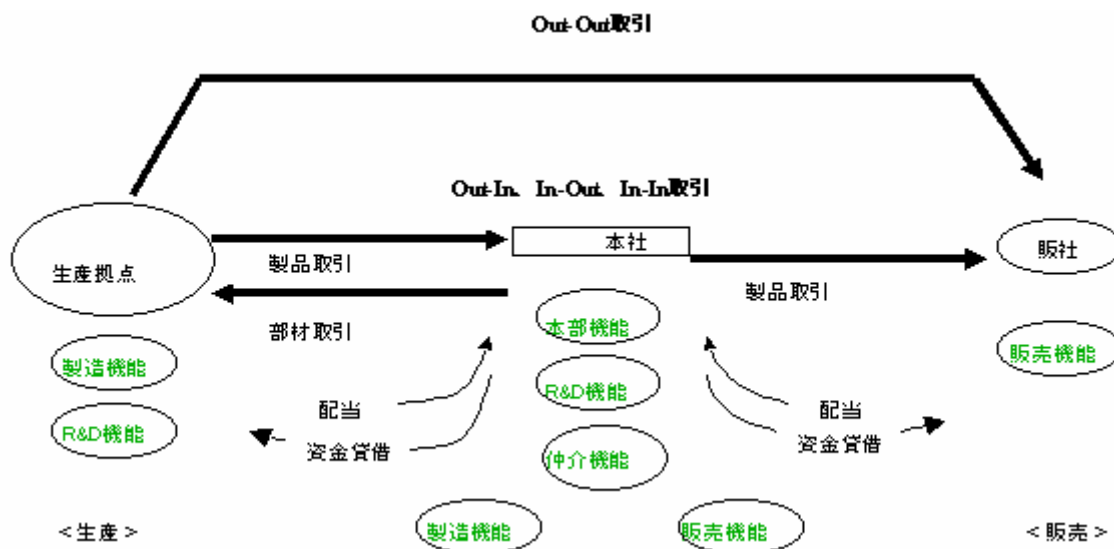 Out-Out取引
Out-In、In-Out、In-In取引
本社
販社
生産拠点
製品取引
製品取引
部材取引
本部機能
製造機能
販売機能
R&D機能
R&D機能
配当
配当
資金貸借
資金貸借
仲介機能
製造機能
販売機能
<生産>
<販売>